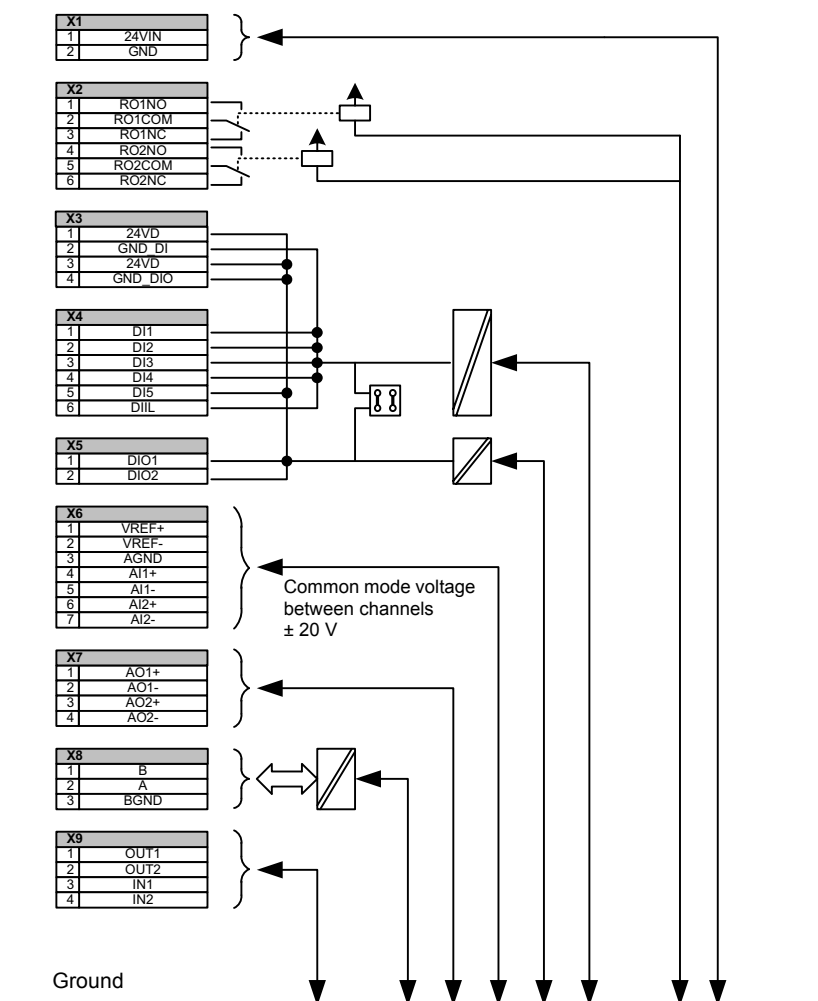 X1
1 24VIN
2 GND
X2
1 RO1NO
2 RO1COM
3 RO1NC
4 RO2NO
5 RO2COM
6 RO2NC
X3
1 24VD
2 GND_DI
3 24VD
4 GND_DIO
X4
1 DI1
2 DI2
3 DI3
4 DI4
5 DI5
6 DIIL
X5
1 DIO1
2 DIO2
X6
1 VREF+
2 VREF-
3 AGND
4 AI1+
5 AI1-
6 AI2+
7 AI2-
Common mode voltage
between channels
± 20 V
X7
1 AO1+
2 AO1-
3 AO2+
4 AO2-
X8
1 B
2 A
3 BGND
X9
1 OUT1
2 OUT2
3 IN1
4 IN2
Ground